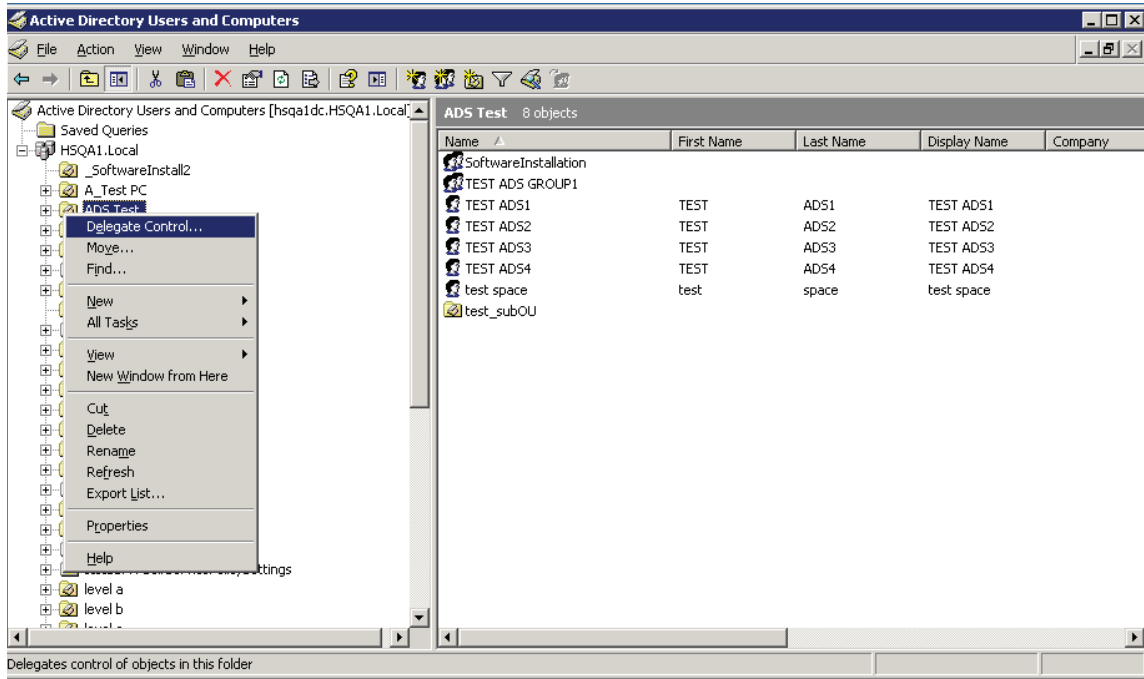 Active Directory Users and Computers
File Action View Window Help
Active Directory Users and Computers [hsqa1dc.HSQA1.Local]
Saved Queries
HSQA1.Local
_SoftwareInstall2
A_Test PC
ADS Test
Delegate Control...
Move...
Find...
New
All Tasks
View
New Window from Here
Cut
Delete
Rename
Refresh
Export List...
Properties
Help
level a
level b
ADS Test 8 objects
Name First Name Last Name Display Name Company
SoftwareInstallation
TEST ADS GROUP1
TEST ADS1 TEST ADS1 TEST ADS1
TEST ADS2 TEST ADS2 TEST ADS2
TEST ADS3 TEST ADS3 TEST ADS3
TEST ADS4 TEST ADS4 TEST ADS4
test space test space test space
test_subOU
Delegates control of objects in this folder